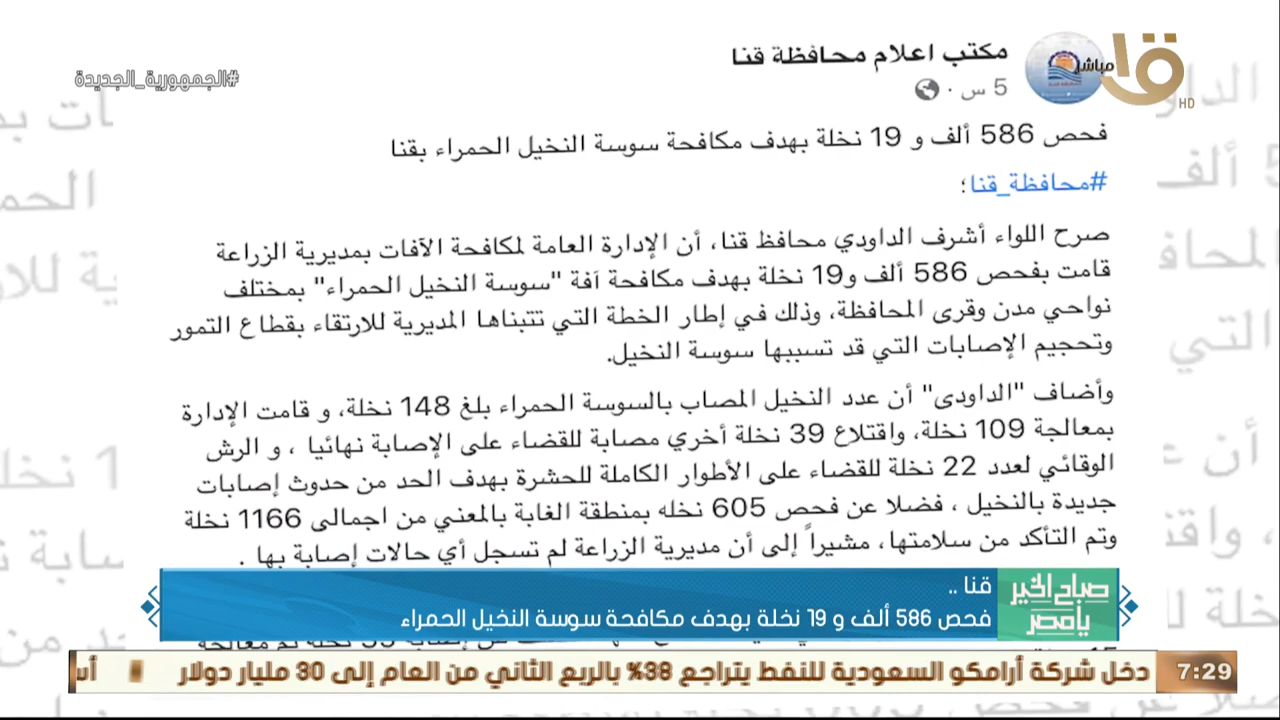 #الجمهورية_الجديدة
مكتب اعلام محافظة قنا
5 س ·
مباشر
HD
فحص 586 ألف و 19 نخلة بهدف مكافحة سوسة النخيل الحمراء بقنا
#محافظة_قنا؛
صرح اللواء أشرف الداودي محافظ قنا، أن الإدارة العامة لمكافحة الآفات بمديرية الزراعة
قامت بفحص 586 ألف و19 نخلة بهدف مكافحة آفة "سوسة النخيل الحمراء" بمختلف
نواحي مدن وقرى المحافظة، وذلك في إطار الخطة التي تتبناها المديرية للارتقاء بقطاع التمور
وتحجيم الإصابات التي قد تسببها سوسة النخيل.
وأضاف "الداودى" أن عدد النخيل المصاب بالسوسة الحمراء بلغ 148 نخلة، و قامت الإدارة
بمعالجة 109 نخلة، واقتلاع 39 نخلة أخري مصابة للقضاء على الإصابة نهائيا ، و الرش
الوقائي لعدد 22 نخلة للقضاء على الأطوار الكاملة للحشرة بهدف الحد من حدوث إصابات
جديدة بالنخيل ، فضلا عن فحص 605 نخله بمنطقة الغابة بالمعني من اجمالى 1166 نخلة
وتم التأكد من سلامتها، مشيراً إلى أن مديرية الزراعة لم تسجل أي حالات إصابة بها .
صباح الخير
يا مصر
قنا ..
فحص 586 ألف و 19 نخلة بهدف مكافحة سوسة النخيل الحمراء
7:29
دخل شركة أرامكو السعودية للنفط يتراجع 38% بالربع الثاني من العام إلى 30 مليار دولار